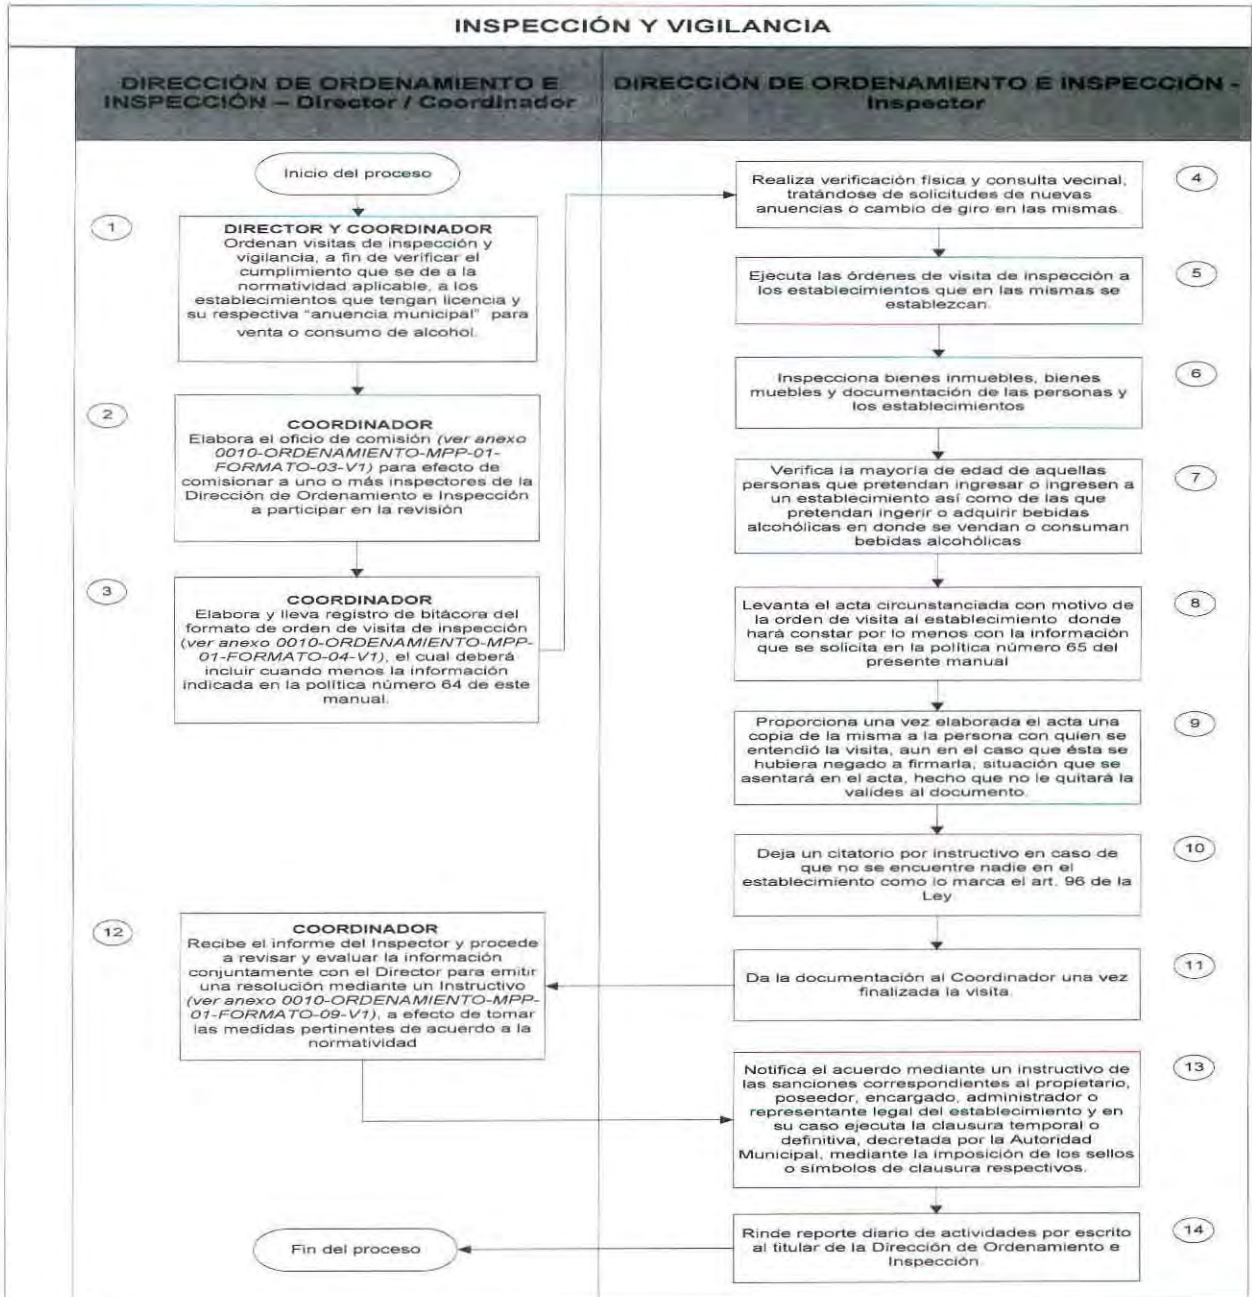 INSPECCIÓN Y VIGILANCIA
DIRECCIÓN DE ORDENAMIENTO E
INSPECCIÓN – Director / Coordinador
DIRECCIÓN DE ORDENAMIENTO E INSPECCIÓN -
Inspector
Inicio del proceso
1
DIRECTOR Y COORDINADOR
Ordenan visitas de inspección y
vigilancia, a fin de verificar el
cumplimiento que se de a la
normatividad aplicable, a los
establecimientos que tengan licencia y
su respectiva "anuencia municipal" para
venta o consumo de alcohol.
2
COORDINADOR
Elabora el oficio de comisión (ver anexo
0010-ORDENAMIENTO-MPP-01-
FORMATO-03-V1) para efecto de
comisionar a uno o más inspectores de la
Dirección de Ordenamiento e Inspección
a participar en la revisión
3
COORDINADOR
Elabora y lleva registro de bitácora del
formato de orden de visita de inspección
(ver anexo 0010-ORDENAMIENTO-MPP-
01-FORMATO-04-V1), el cual deberá
incluir cuando menos la información
indicada en la política número 64 de este
manual.
4
Realiza verificación física y consulta vecinal,
tratándose de solicitudes de nuevas
anuencias o cambio de giro en las mismas.
5
Ejecuta las órdenes de visita de inspección a
los establecimientos que en las mismas se
establezcan.
6
Inspecciona bienes inmuebles, bienes
muebles y documentación de las personas y
los establecimientos
7
Verifica la mayoría de edad de aquellas
personas que pretendan ingresar o ingresen a
un establecimiento así como de las que
pretendan ingerir o adquirir bebidas
alcohólicas en donde se vendan o consuman
bebidas alcohólicas
8
Levanta el acta circunstanciada con motivo de
la orden de visita al establecimiento donde
hará constar por lo menos con la información
que se solicita en la política número 65 del
presente manual
9
Proporciona una vez elaborada el acta una
copia de la misma a la persona con quien se
entendió la visita, aun en el caso que ésta se
hubiera negado a firmarla, situación que se
asentará en el acta, hecho que no le quitará la
valides al documento.
10
Deja un citatorio por instructivo en caso de
que no se encuentre nadie en el
establecimiento como lo marca el art. 96 de la
Ley
11
Da la documentación al Coordinador una vez
finalizada la visita.
12
COORDINADOR
Recibe el informe del Inspector y procede
a revisar y evaluar la información
conjuntamente con el Director para emitir
una resolución mediante un Instructivo
(ver anexo 0010-ORDENAMIENTO-MPP-
01-FORMATO-09-V1), a efecto de tomar
las medidas pertinentes de acuerdo a la
normatividad
13
Notifica el acuerdo mediante un instructivo de
las sanciones correspondientes al propietario,
poseedor, encargado, administrador o
representante legal del establecimiento y en
su caso ejecuta la clausura temporal o
definitiva, decretada por la Autoridad
Municipal, mediante la imposición de los sellos
o símbolos de clausura respectivos.
14
Rinde reporte diario de actividades por escrito
al titular de la Dirección de Ordenamiento e
Inspección
Fin del proceso